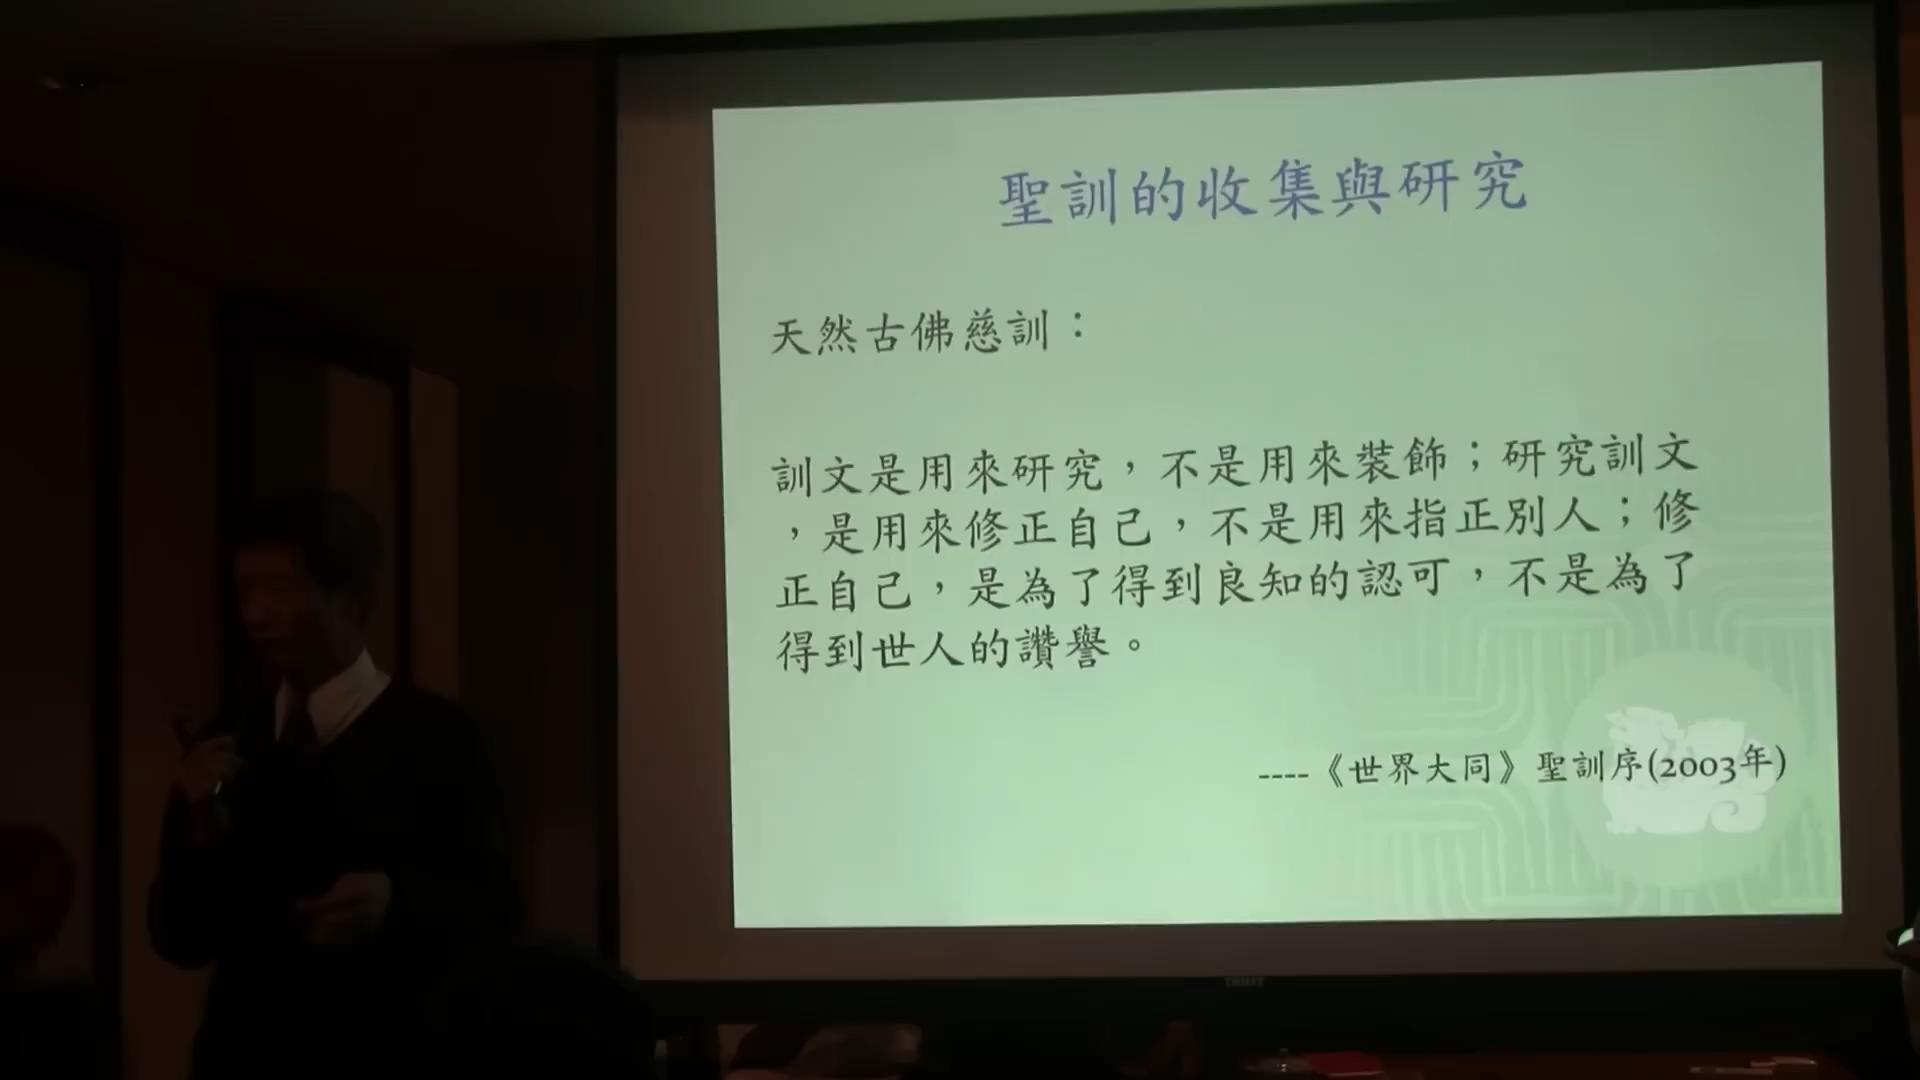 聖訓的收集與研究
天然古佛慈訓：
訓文是用來研究，不是用來裝飾；研究訓文
，是用來修正自己，不是用來指正別人；修
正自己，是為了得到良知的認可，不是為了
得到世人的讚譽。
----《世界大同》聖訓序(2003年)